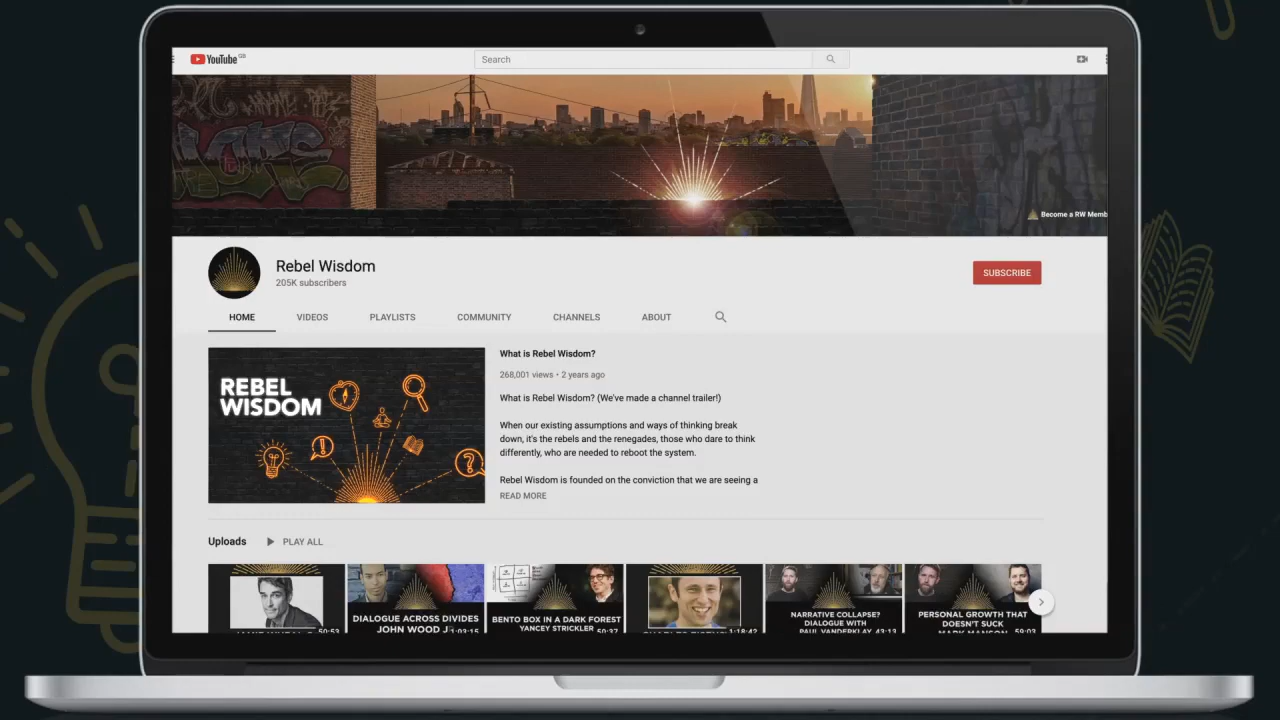 YouTube GB
Search
Become a RW Memb
Rebel Wisdom
205K subscribers
SUBSCRIBE
HOME
VIDEOS
PLAYLISTS
COMMUNITY
CHANNELS
ABOUT
REBEL
WISDOM
What is Rebel Wisdom?
268,001 views • 2 years ago
What is Rebel Wisdom? (We've made a channel trailer!)
When our existing assumptions and ways of thinking break
down, it's the rebels and the renegades, those who dare to think
differently, who are needed to reboot the system.
Rebel Wisdom is founded on the conviction that we are seeing a
READ MORE
Uploads
PLAY ALL
50:53
DIALOGUE ACROSS DIVIDES
JOHN WOOD J
1:03:15
BENTO BOX IN A DARK FOREST
YANCEY STRICKLER
50:37
1:18:42
NARRATIVE COLLAPSE?
DIALOGUE WITH
PAUL VANDERKLAY
43:13
PERSONAL GROWTH THAT
DOESN'T SUCK
MARK MANSON
59:03